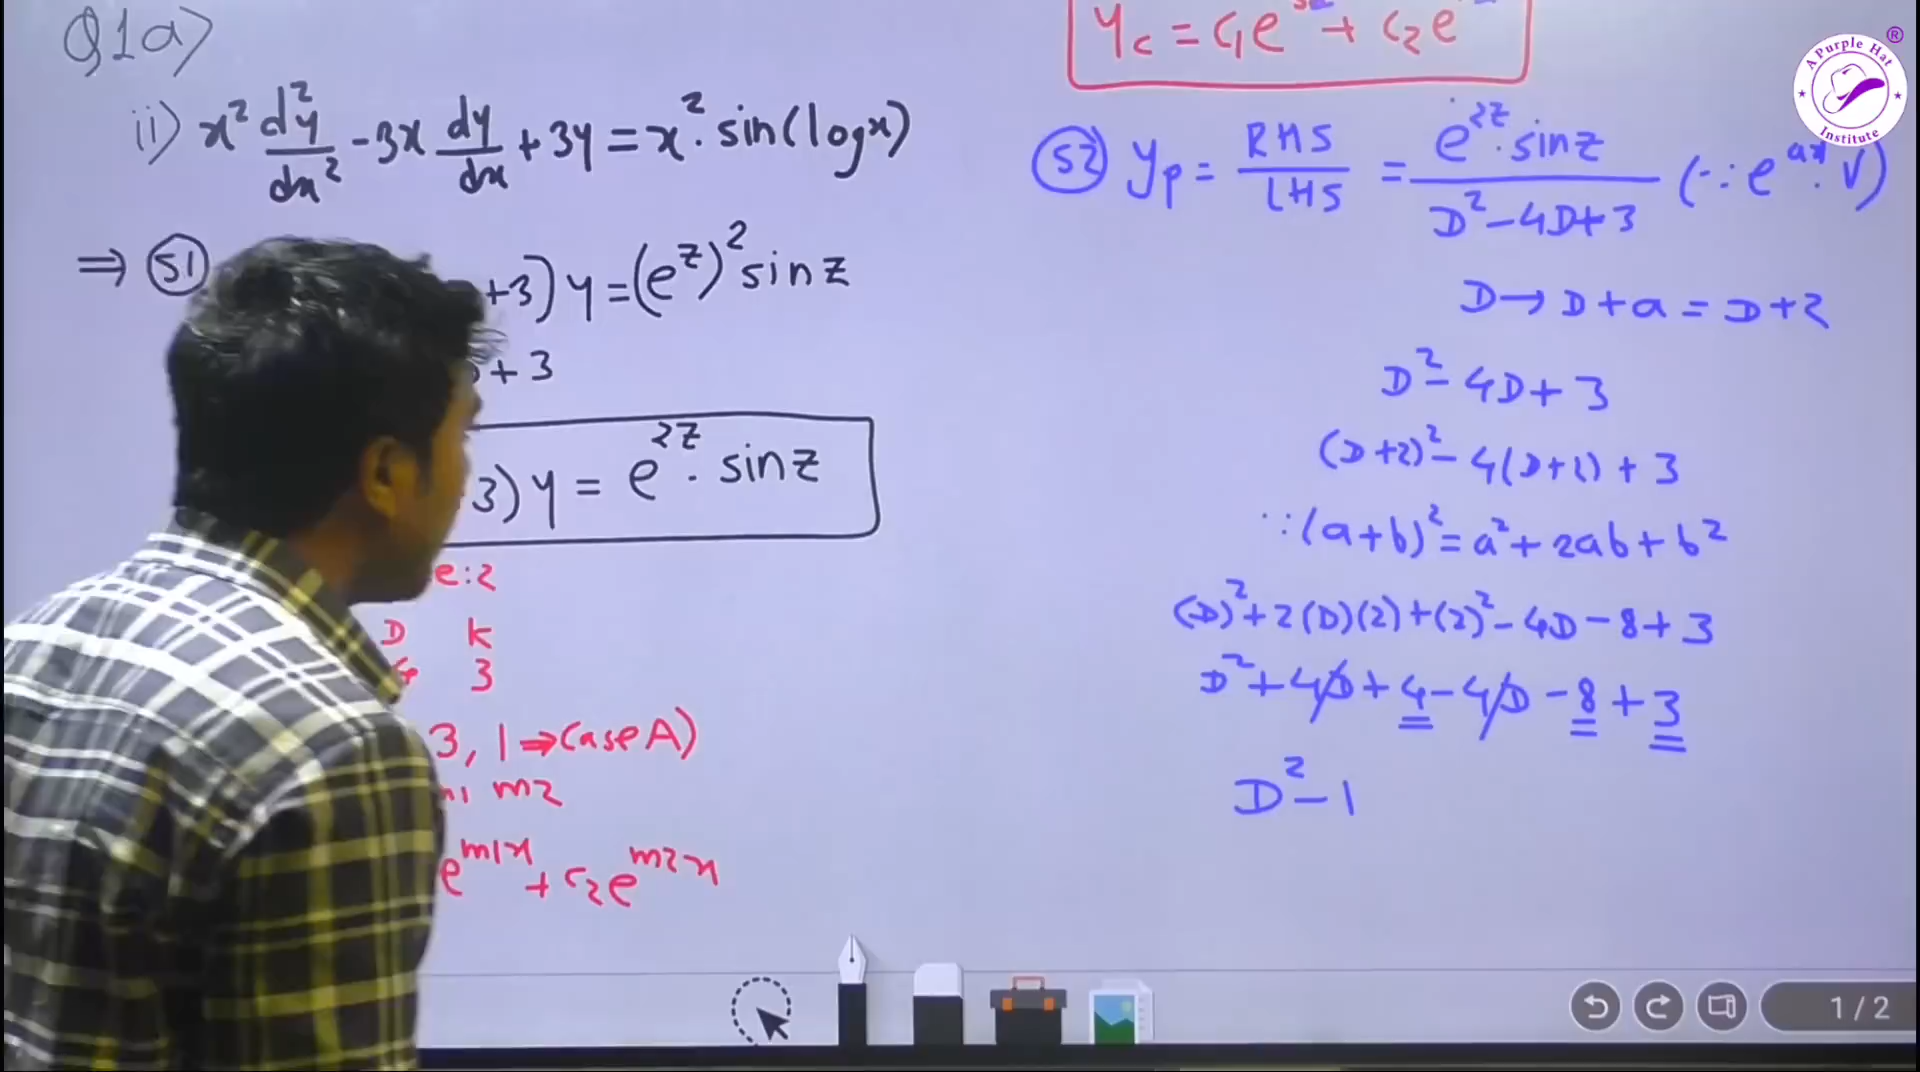 Q1a)
ii) x² d²y/dx² - 3x dy/dx + 3y = x². sin(logx)
⇒ (S1) +3)y = (e^z)² sinz
+ 3
3)y = e^2z. sinz
e:2
D k
3
3, 1 ⇒ Case A)
m2
e^m1x + c2e^m2x
yc = c1e + c2e
(S2) yp = RHS/LHS = e^2z. sinz/D² - 4D + 3 (∵ e^ax. V)
D → D + a = D + 2
D² - 4D + 3
(D+2)² - 4(D+2) + 3
∵ (a+b)² = a² + 2ab + b²
(D)² + 2(D)(2) + (2)² - 4D - 8 + 3
D² + 4D + 4 - 4D - 8 + 3
D² - 1
A Purple Hat
Institute
®
1/2